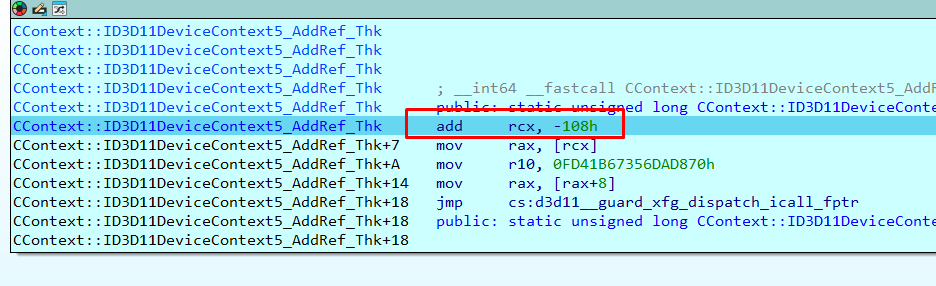 CContext::ID3D11DeviceContext5_AddRef_Thk
CContext::ID3D11DeviceContext5_AddRef_Thk
CContext::ID3D11DeviceContext5_AddRef_Thk
CContext::ID3D11DeviceContext5_AddRef_Thk ; __int64 __fastcall CContext::ID3D11DeviceContext5_AddR
CContext::ID3D11DeviceContext5_AddRef_Thk public: static unsigned long CContext::ID3D11DeviceConte
CContext::ID3D11DeviceContext5_AddRef_Thk add rcx, -108h
CContext::ID3D11DeviceContext5_AddRef_Thk+7 mov rax, [rcx]
CContext::ID3D11DeviceContext5_AddRef_Thk+A mov r10, 0FD41B67356DAD870h
CContext::ID3D11DeviceContext5_AddRef_Thk+14 mov rax, [rax+8]
CContext::ID3D11DeviceContext5_AddRef_Thk+18 jmp cs:d3d11__guard_xfg_dispatch_icall_fptr
CContext::ID3D11DeviceContext5_AddRef_Thk+18 public: static unsigned long CContext::ID3D11DeviceConte
CContext::ID3D11DeviceContext5_AddRef_Thk+18